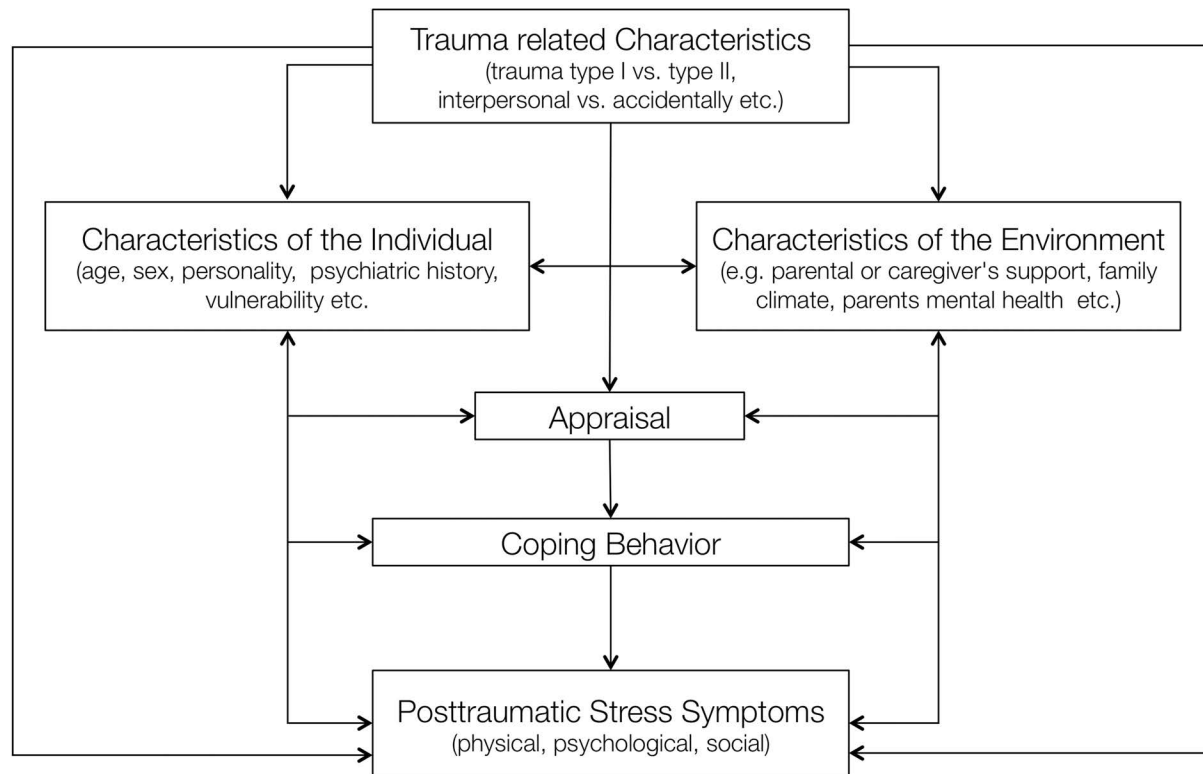 Trauma related Characteristics
(trauma type I vs. type II,
interpersonal vs. accidentally etc.)
Characteristics of the Individual
(age, sex, personality,  psychiatric history,
vulnerability etc.
Characteristics of the Environment
(e.g. parental or caregiver's support, family
climate, parents mental health  etc.)
Appraisal
Coping Behavior
Posttraumatic Stress Symptoms
(physical, psychological, social)